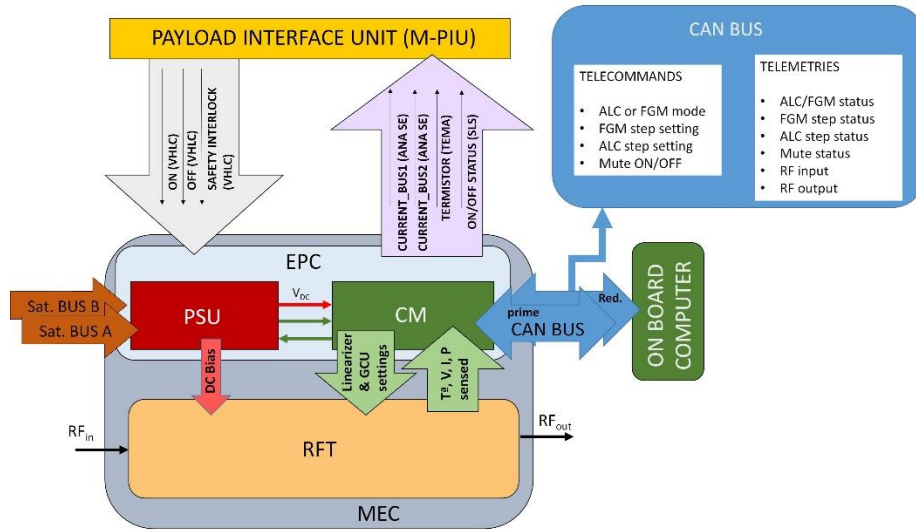 PAYLOAD INTERFACE UNIT (M-PIU)
CAN BUS
TELECOMMANDS
• ALC or FGM mode
• FGM step setting
• ALC step setting
• Mute ON/OFF
TELEMETRIES
• ALC/FGM status
• FGM step status
• ALC step status
• Mute status
• RF input
• RF output
ON (VHLC)
OFF (VHLC)
SAFETY INTERLOCK
(VHLC)
CURRENT_BUS1 (ANA SE)
CURRENT_BUS2 (ANA SE)
TERMISTOR (TEMA)
ON/OFF STATUS (SLS)
EPC
Sat. BUS B
Sat. BUS A
PSU
VDC
CM
prime
Red.
CAN BUS
ON BOARD
COMPUTER
DC Bias
Linearizer
& GCU
settings
Tª, V, I, P
sensed
RFin
RFT
RFout
MEC